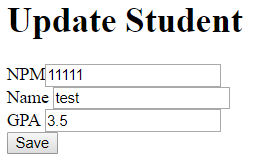 Update Student
NPM 11111
Name test
GPA 3.5
Save